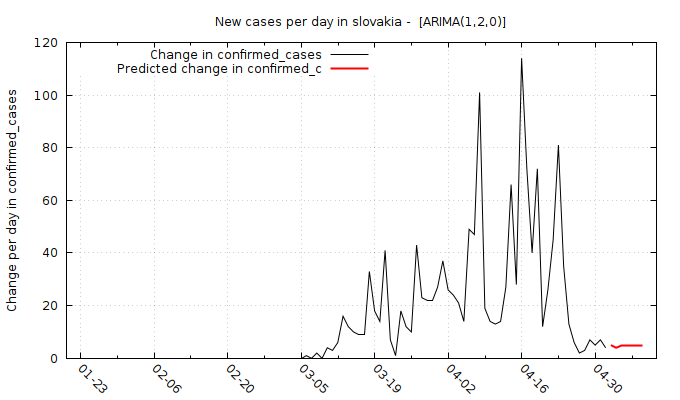 New cases per day in slovakia -  [ARIMA(1,2,0)]
Change in confirmed_cases
Predicted change in confirmed_c
Change per day in confirmed_cases
120
100
80
60
40
20
0
01-23 02-06 02-20 03-05 03-19 04-02 04-16 04-30